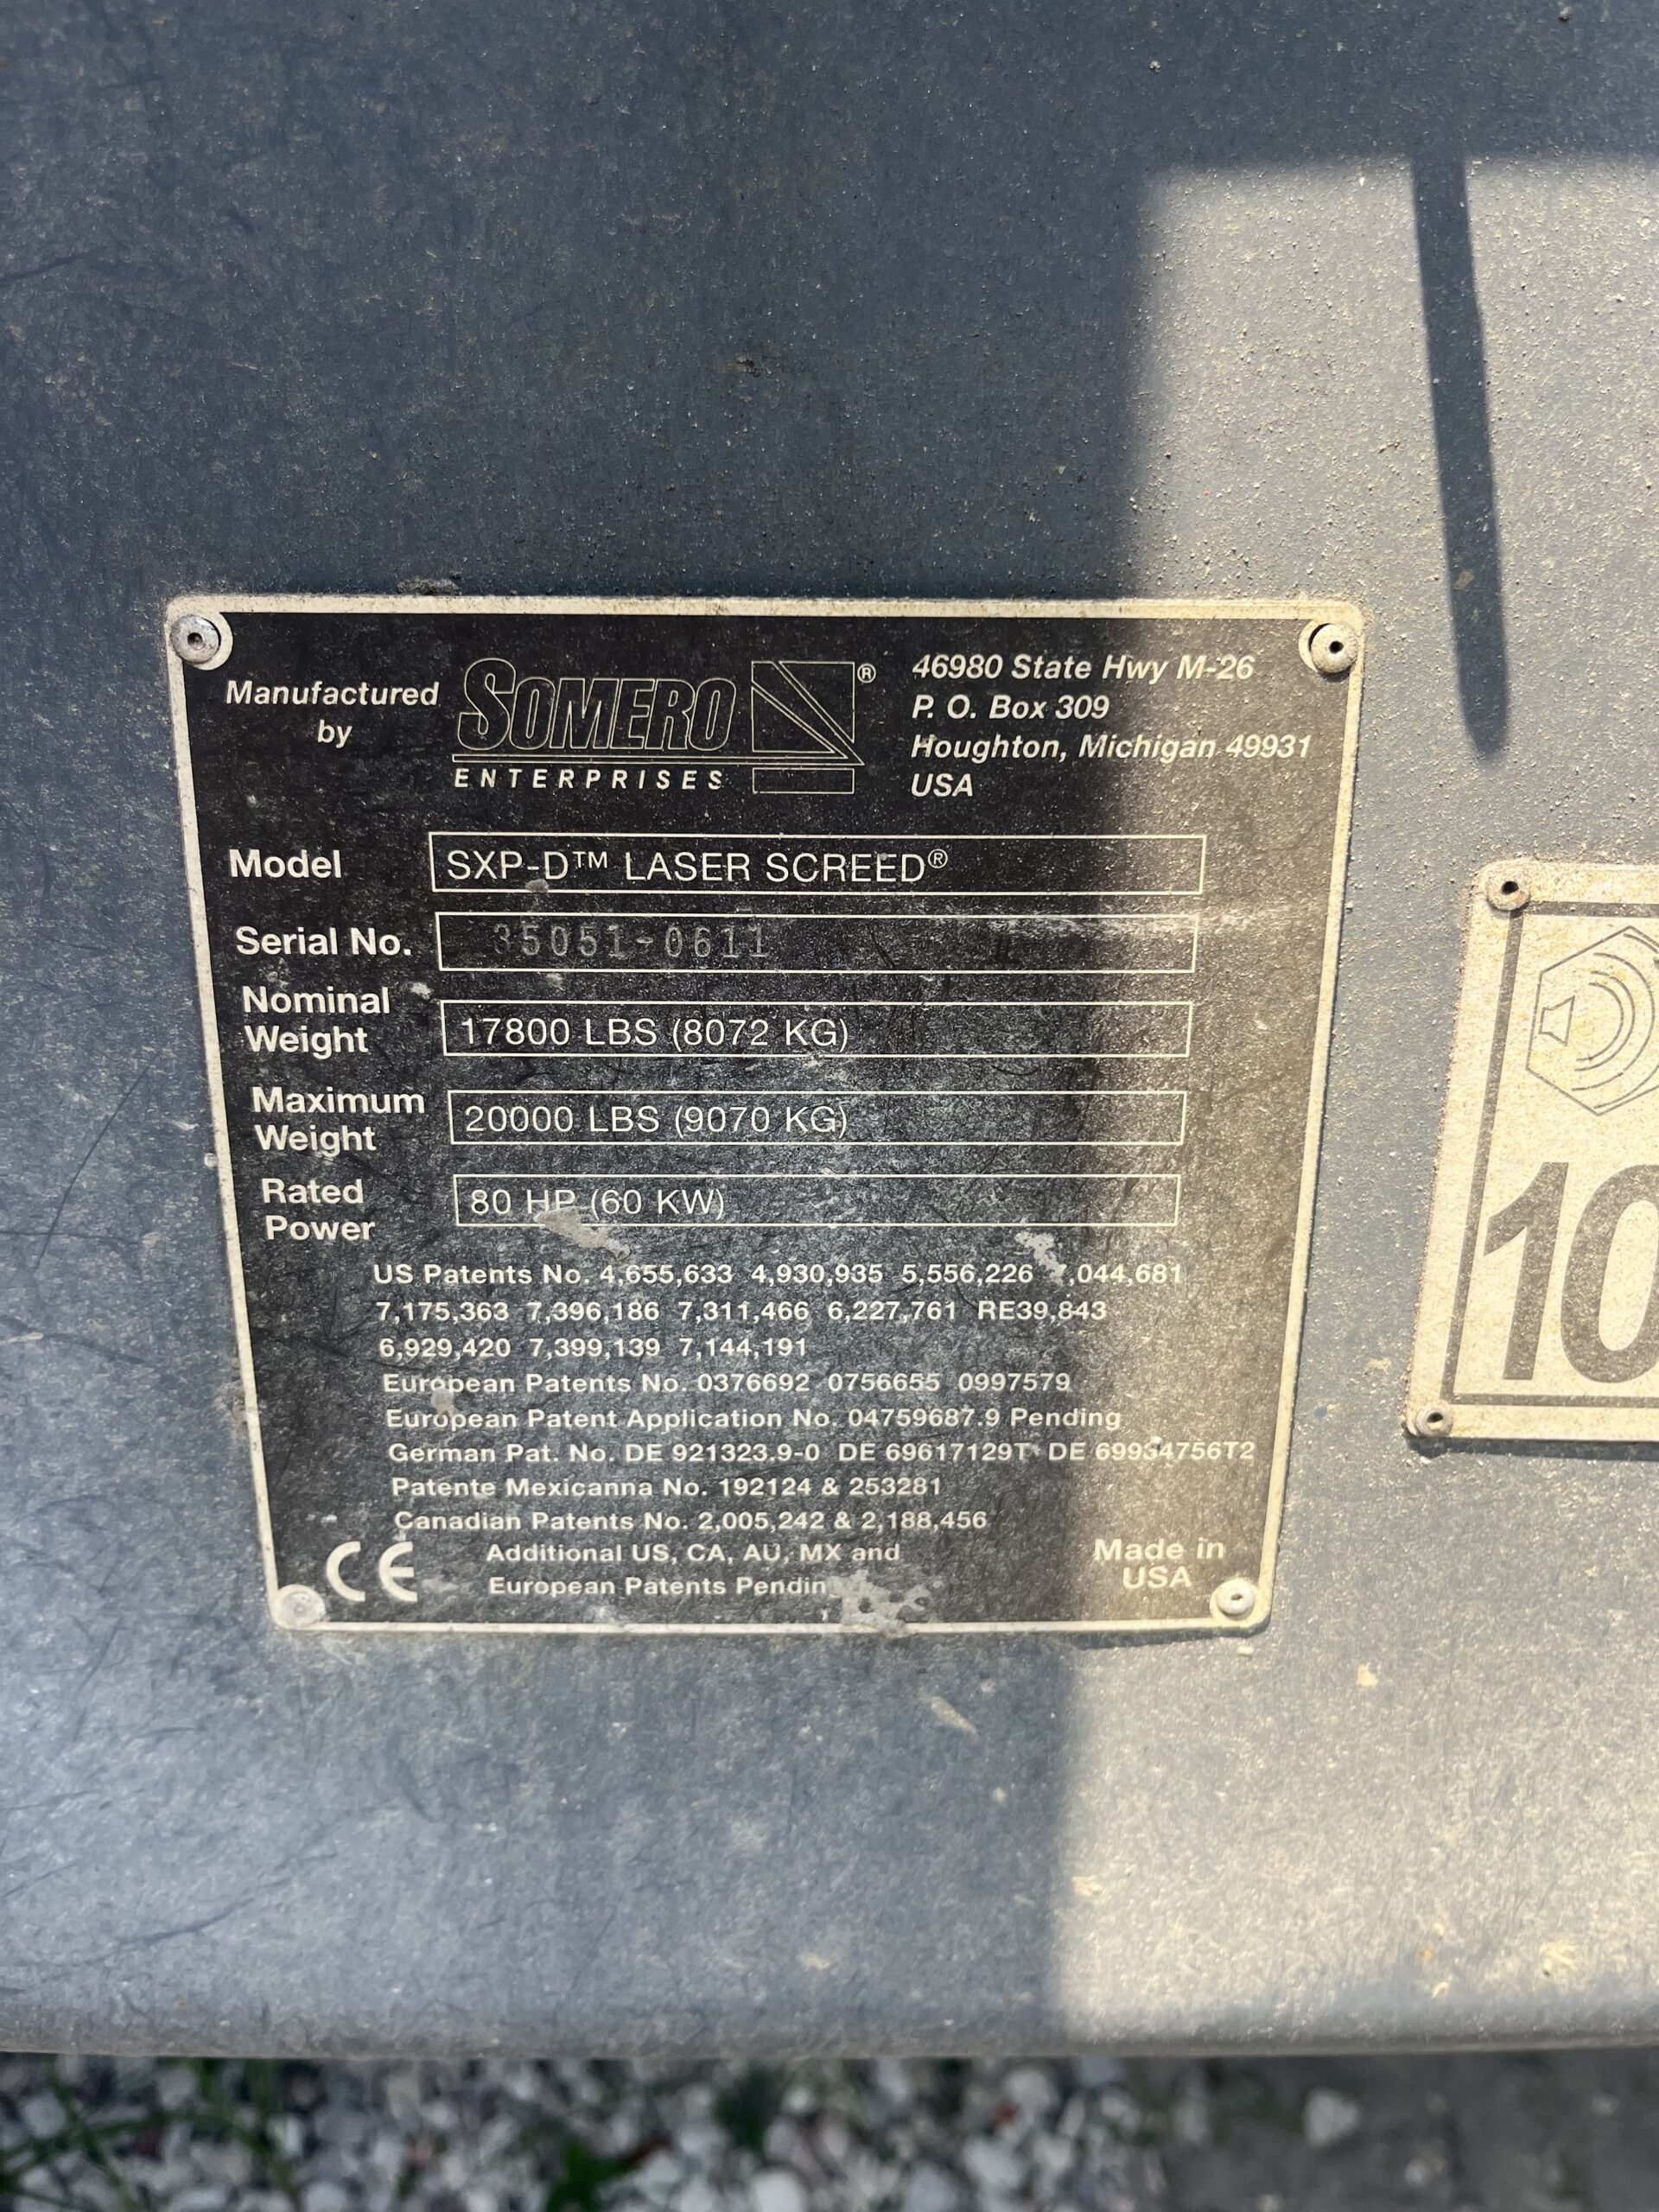 Manufactured by
SOMERO®
ENTERPRISES
46980 State Hwy M-26
P. O. Box 309
Houghton, Michigan 49931
USA
Model SXP-D™ LASER SCREED®
Serial No. 35051-0611
Nominal Weight 17800 LBS (8072 KG)
Maximum Weight 20000 LBS (9070 KG)
Rated Power 80 HP (60 KW)
US Patents No. 4,655,633 4,930,935 5,556,226
7,175,363 7,396,186 7,311,466 6,227,761 RE39,843
6,929,420 7,399,139 7,144,191
European Patents No. 0376692 0756655 0997579
European Patent Application No. 04759687.9 Pending
German Pat. No. DE 921323.9-0 DE DE 69934756T2
Patente Mexicanna No. 192124 & 253281
Canadian Patents No. 2,005,242 & 2,188,456
Additional US, CA, AU, MX and
European Patents Pending
CE
Made in
USA
10